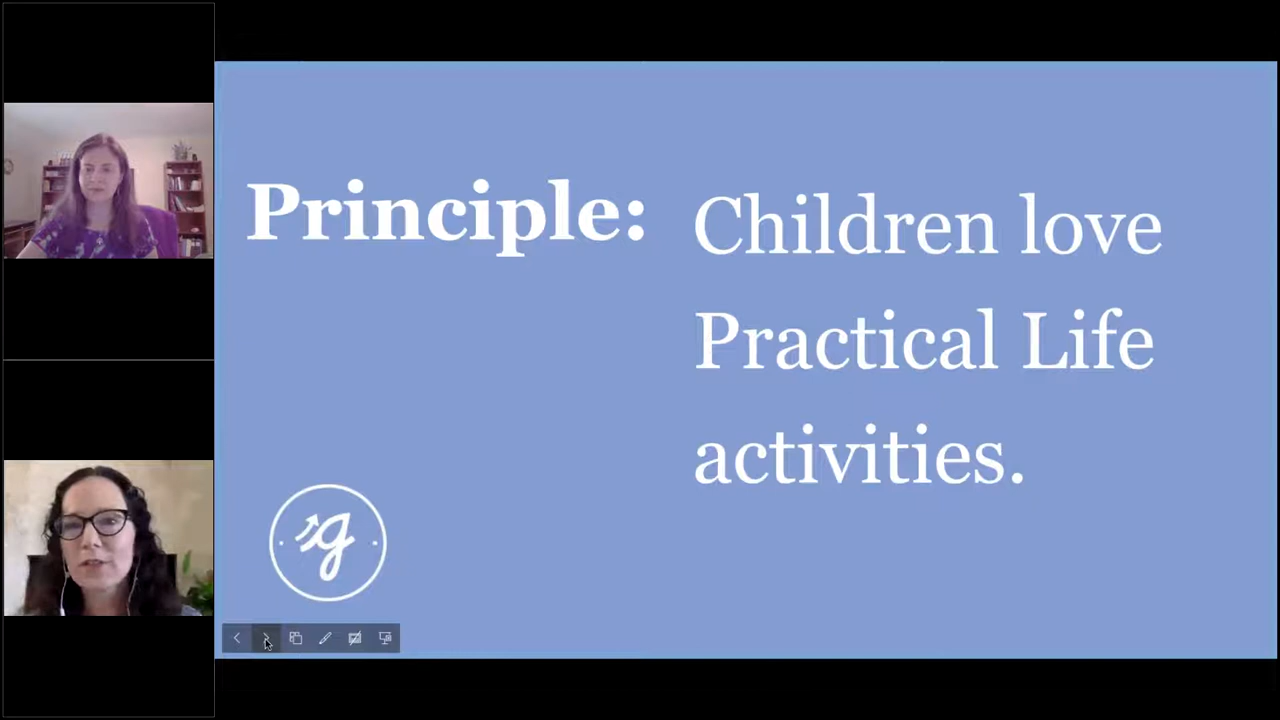 Principle:
Children love
Practical Life
activities.
g